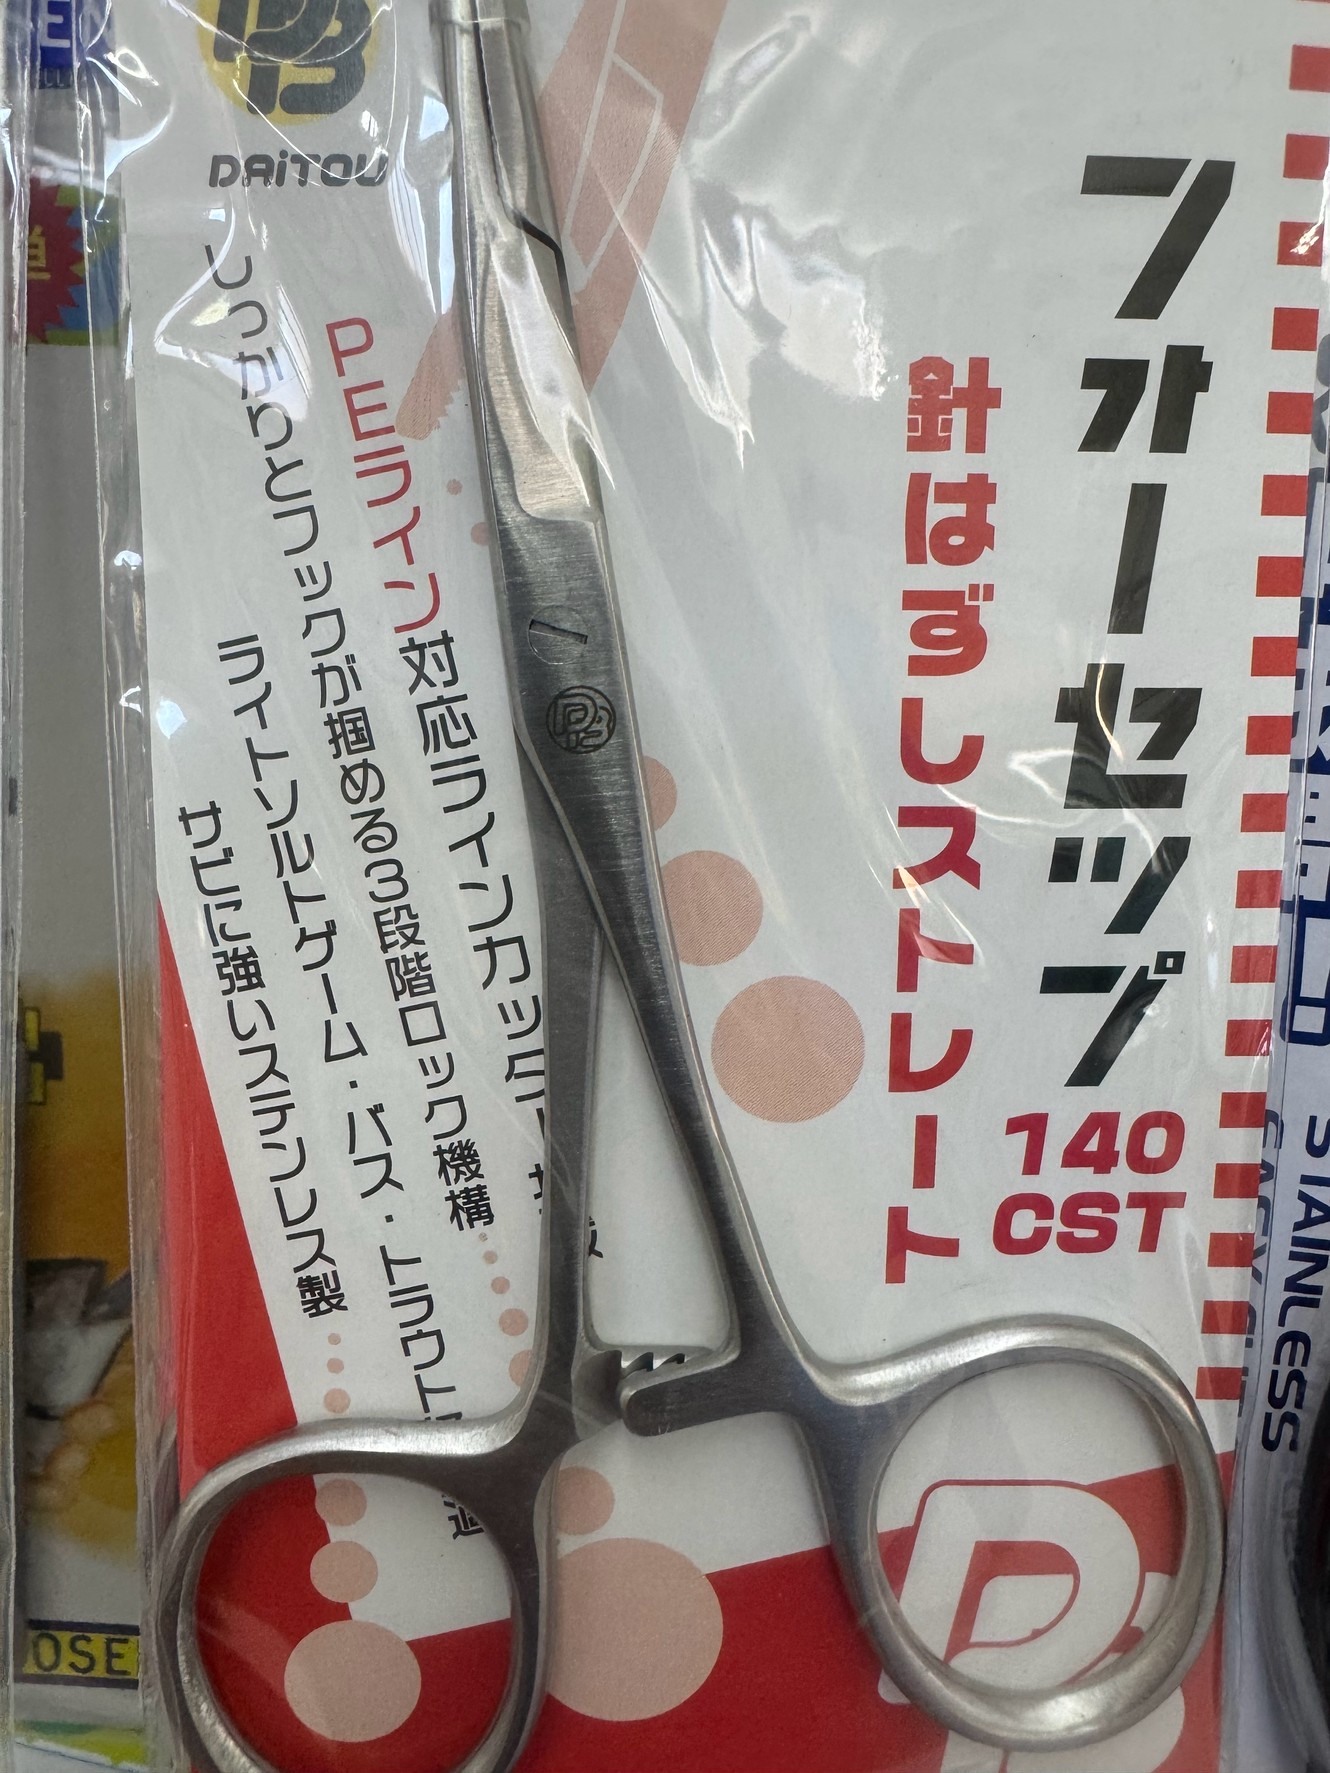 DAiTOU
フォーセップ
140
CST
針はずしストレート
PEライン対応ラインカッター
しっかりとフックが掴める3段階ロック機構
ライトソルトゲーム・バス・トラウト
サビに強いステンレス製
STAINLESS
OSE